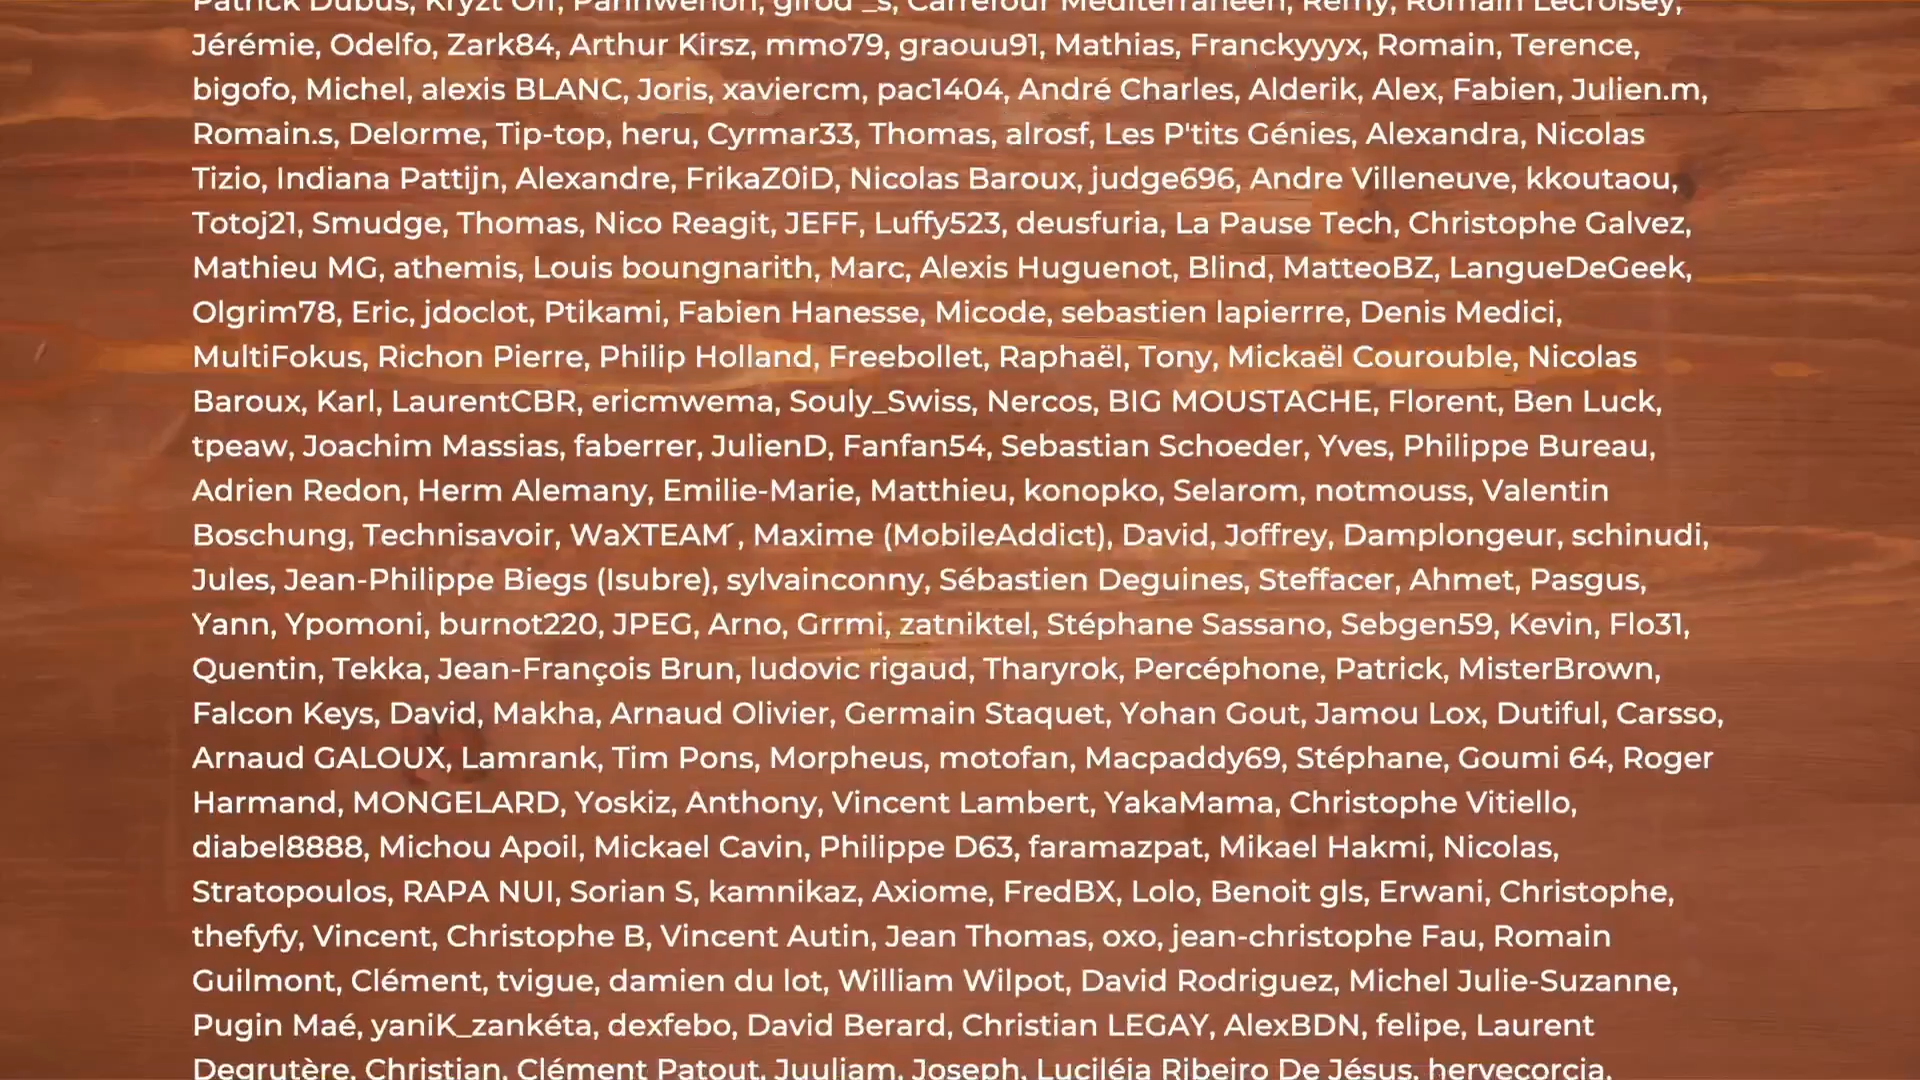 Patrick Dubus, Kryzt Off, Pannwenon, girod _s, Carrefour Méditerranéen, Rémy, Romain Lecroisey,
Jérémie, Odelfo, Zark84, Arthur Kirsz, mmo79, graouu91, Mathias, Franckyyyx, Romain, Terence,
bigofo, Michel, alexis BLANC, Joris, xaviercm, pac1404, André Charles, Alderik, Alex, Fabien, Julien.m,
Romain.s, Delorme, Tip-top, heru, Cyrmar33, Thomas, alrosf, Les P'tits Génies, Alexandra, Nicolas
Tizio, Indiana Pattijn, Alexandre, FrikaZ0iD, Nicolas Baroux, judge696, Andre Villeneuve, kkoutaou,
Totoj21, Smudge, Thomas, Nico Reagit, JEFF, Luffy523, deusfuria, La Pause Tech, Christophe Galvez,
Mathieu MG, athemis, Louis boungnarith, Marc, Alexis Huguenot, Blind, MatteoBZ, LangueDeGeek,
Olgrim78, Eric, jdoclot, Ptikami, Fabien Hanesse, Micode, sebastien lapierrre, Denis Medici,
MultiFokus, Richon Pierre, Philip Holland, Freebollet, Raphaël, Tony, Mickaël Courouble, Nicolas
Baroux, Karl, LaurentCBR, ericmwema, Souly_Swiss, Nercos, BIG MOUSTACHE, Florent, Ben Luck,
tpeaw, Joachim Massias, faberrer, JulienD, Fanfan54, Sebastian Schoeder, Yves, Philippe Bureau,
Adrien Redon, Herm Alemany, Emilie-Marie, Matthieu, konopko, Selarom, notmouss, Valentin
Boschung, Technisavoir, WaXTEAM´, Maxime (MobileAddict), David, Joffrey, Damplongeur, schinudi,
Jules, Jean-Philippe Biegs (Isubre), sylvainconny, Sébastien Deguines, Steffacer, Ahmet, Pasgus,
Yann, Ypomoni, burnot220, JPEG, Arno, Grrmi, zatniktel, Stéphane Sassano, Sebgen59, Kevin, Flo31,
Quentin, Tekka, Jean-François Brun, ludovic rigaud, Tharyrok, Percéphone, Patrick, MisterBrown,
Falcon Keys, David, Makha, Arnaud Olivier, Germain Staquet, Yohan Gout, Jamou Lox, Dutiful, Carsso,
Arnaud GALOUX, Lamrank, Tim Pons, Morpheus, motofan, Macpaddy69, Stéphane, Goumi 64, Roger
Harmand, MONGELARD, Yoskiz, Anthony, Vincent Lambert, YakaMama, Christophe Vitiello,
diabel8888, Michou Apoil, Mickael Cavin, Philippe D63, faramazpat, Mikael Hakmi, Nicolas,
Stratopoulos, RAPA NUI, Sorian S, kamnikaz, Axiome, FredBX, Lolo, Benoit gls, Erwani, Christophe,
thefyfy, Vincent, Christophe B, Vincent Autin, Jean Thomas, oxo, jean-christophe Fau, Romain
Guilmont, Clément, tvigue, damien du lot, William Wilpot, David Rodriguez, Michel Julie-Suzanne,
Pugin Maé, yaniK_zankéta, dexfebo, David Berard, Christian LEGAY, AlexBDN, felipe, Laurent
Degrutère, Christian, Clément Patout, Juuliam, Joseph, Luciléia Ribeiro De Jésus, hervecorcia,